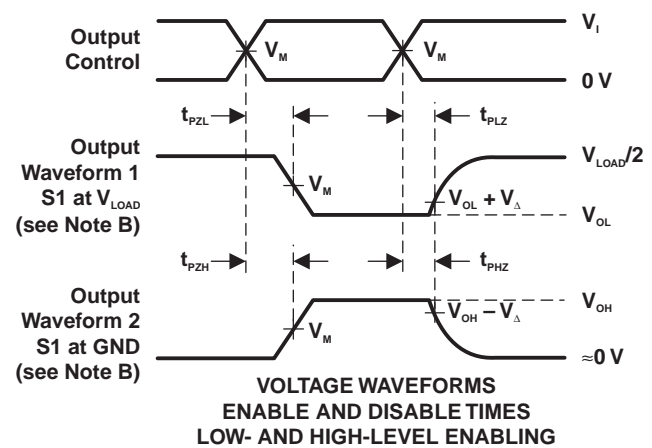 Output
Control
V_M
V_M
V_I
0 V
t_PZL
t_PLZ
Output
Waveform 1
S1 at V_LOAD
(see Note B)
V_M
V_OL + V_Δ
V_LOAD/2
V_OL
t_PZH
t_PHZ
Output
Waveform 2
S1 at GND
(see Note B)
V_M
V_OH − V_Δ
V_OH
≈0 V
VOLTAGE WAVEFORMS
ENABLE AND DISABLE TIMES
LOW- AND HIGH-LEVEL ENABLING